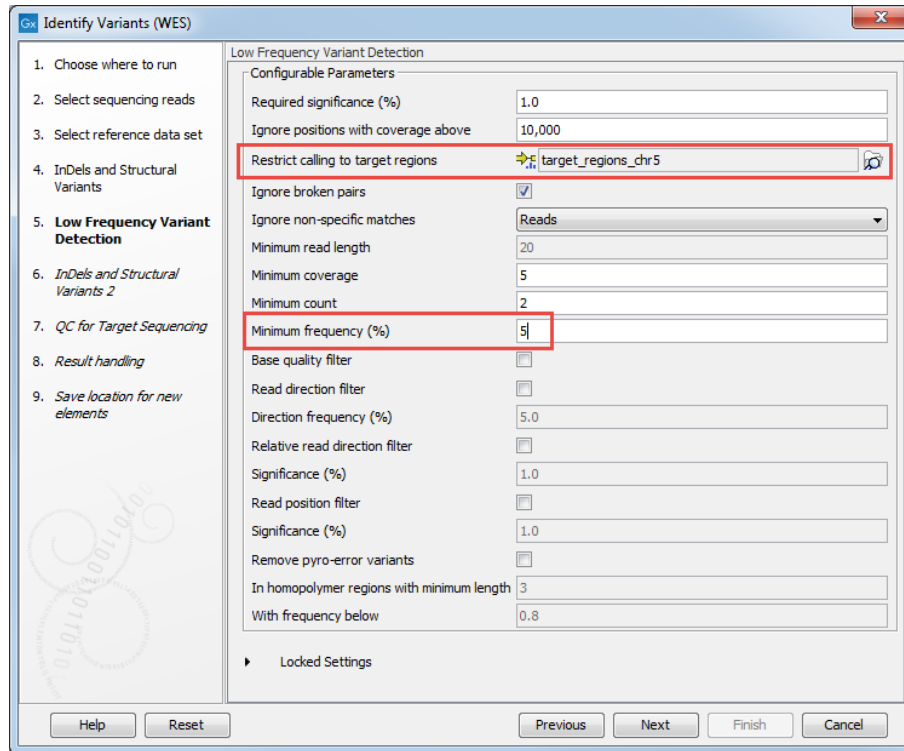 Gx Identify Variants (WES)
1. Choose where to run
2. Select sequencing reads
3. Select reference data set
4. InDels and Structural
Variants
5. Low Frequency Variant
Detection
6. InDels and Structural
Variants 2
7. QC for Target Sequencing
8. Result handling
9. Save location for new
elements
Low Frequency Variant Detection
Configurable Parameters
Required significance (%) 1.0
Ignore positions with coverage above 10,000
Restrict calling to target regions target_regions_chr5
Ignore broken pairs
Ignore non-specific matches Reads
Minimum read length 20
Minimum coverage 5
Minimum count 2
Minimum frequency (%) 5
Base quality filter
Read direction filter
Direction frequency (%) 5.0
Relative read direction filter
Significance (%) 1.0
Read position filter
Significance (%) 1.0
Remove pyro-error variants
In homopolymer regions with minimum length 3
With frequency below 0.8
Locked Settings
Help Reset Previous Next Finish Cancel